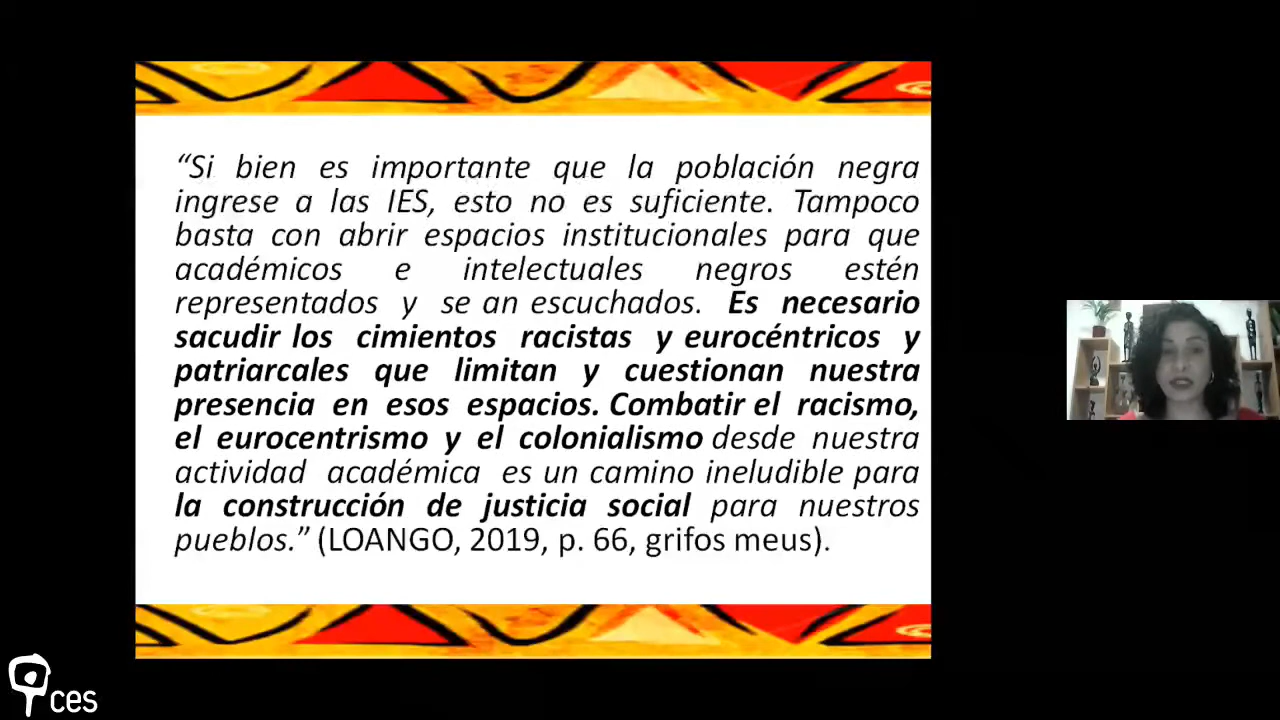 “Si bien es importante que la población negra
ingrese a las IES, esto no es suficiente. Tampoco
basta con abrir espacios institucionales para que
académicos e intelectuales negros estén
representados y se an escuchados. Es necesario
sacudir los cimientos racistas y eurocéntricos y
patriarcales que limitan y cuestionan nuestra
presencia en esos espacios. Combatir el racismo,
el eurocentrismo y el colonialismo desde nuestra
actividad académica es un camino ineludible para
la construcción de justicia social para nuestros
pueblos.” (LOANGO, 2019, p. 66, grifos meus).
ces